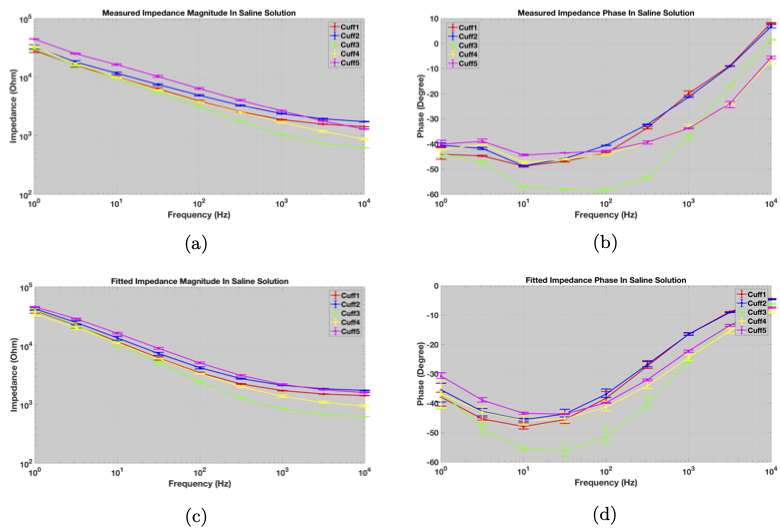 Measured Impedance Magnitude In Saline Solution
10^5
10^4
10^3
10^2
Impedance (Ohm)
Cuff1
Cuff2
Cuff3
Cuff4
Cuff5
10^0 10^1 10^2 10^3 10^4
Frequency (Hz)
(a)
Measured Impedance Phase In Saline Solution
10
0
-10
-20
-30
-40
-50
-60
Phase (Degree)
Cuff1
Cuff2
Cuff3
Cuff4
Cuff5
10^0 10^1 10^2 10^3 10^4
Frequency (Hz)
(b)
Fitted Impedance Magnitude In Saline Solution
10^5
10^4
10^3
10^2
Impedance (Ohm)
Cuff1
Cuff2
Cuff3
Cuff4
Cuff5
10^0 10^1 10^2 10^3 10^4
Frequency (Hz)
(c)
Fitted Impedance Phase In Saline Solution
0
-10
-20
-30
-40
-50
-60
Phase (Degree)
Cuff1
Cuff2
Cuff3
Cuff4
Cuff5
10^0 10^1 10^2 10^3 10^4
Frequency (Hz)
(d)